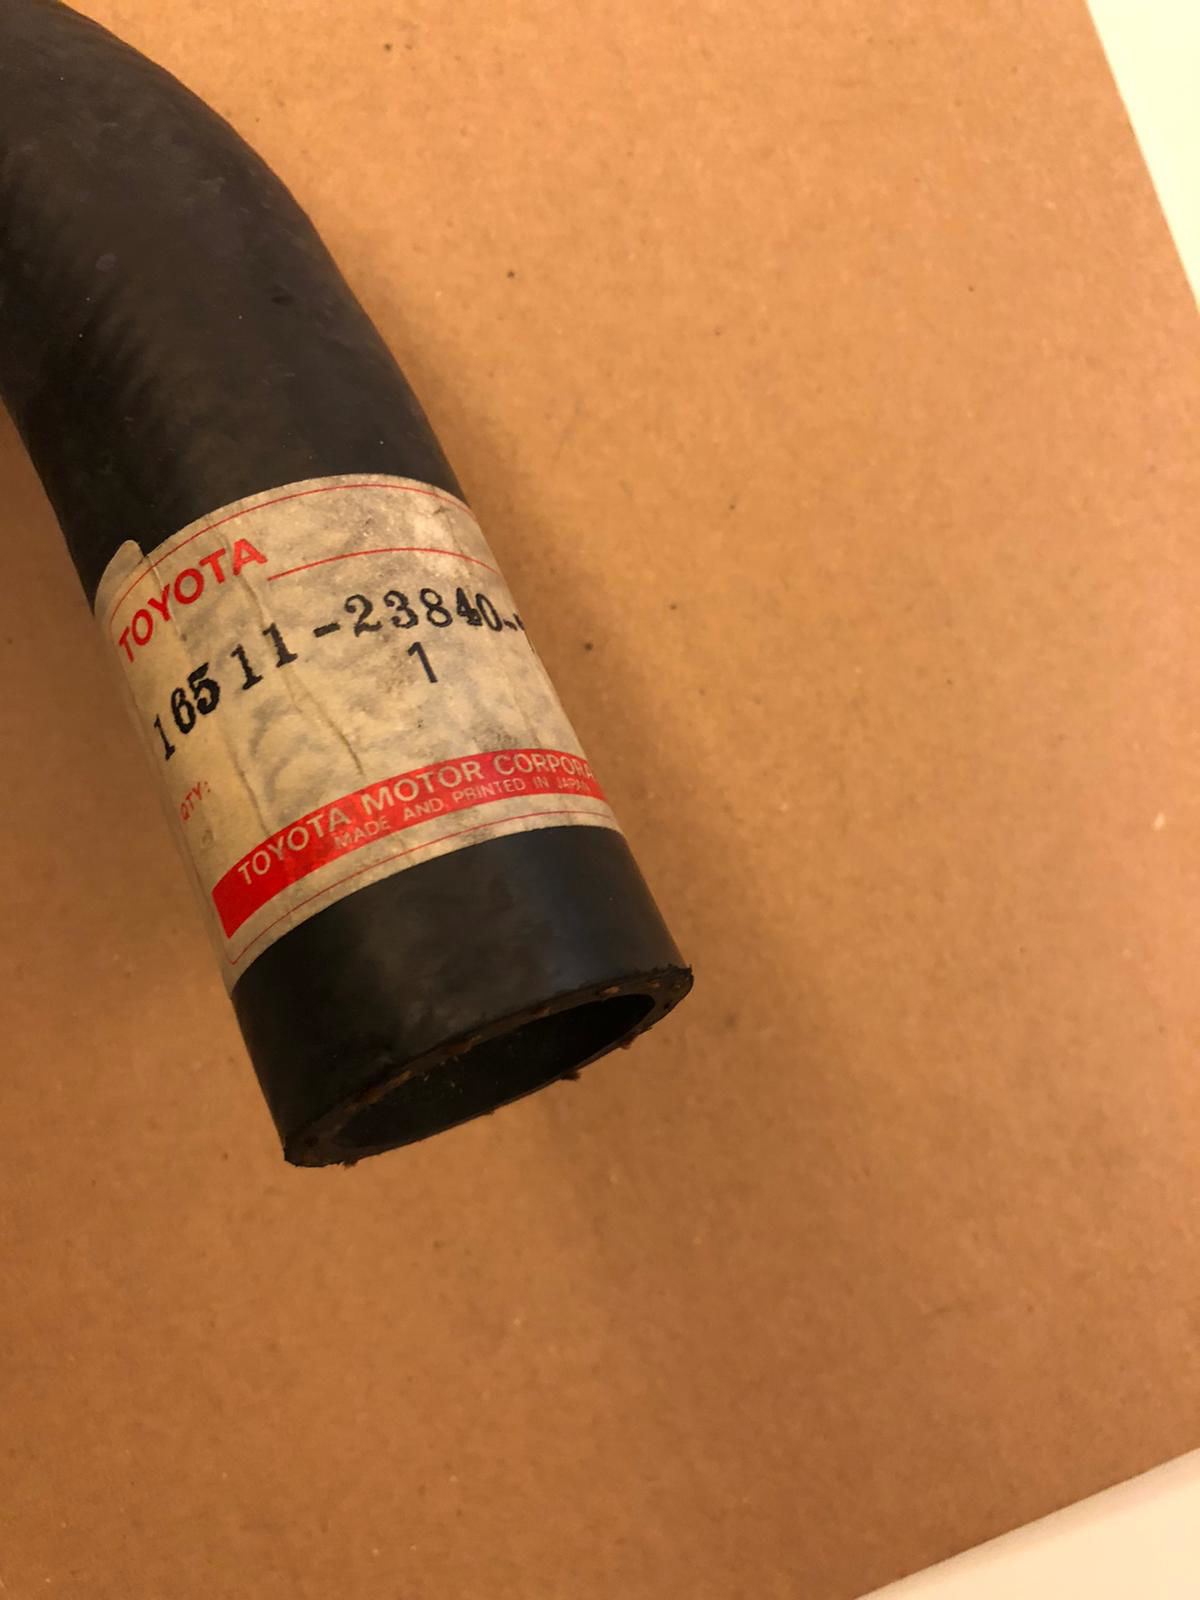 TOYOTA
16511-23840-
1
QTY:
TOYOTA MOTOR CORPORA
MADE AND PRINTED IN JAPAN